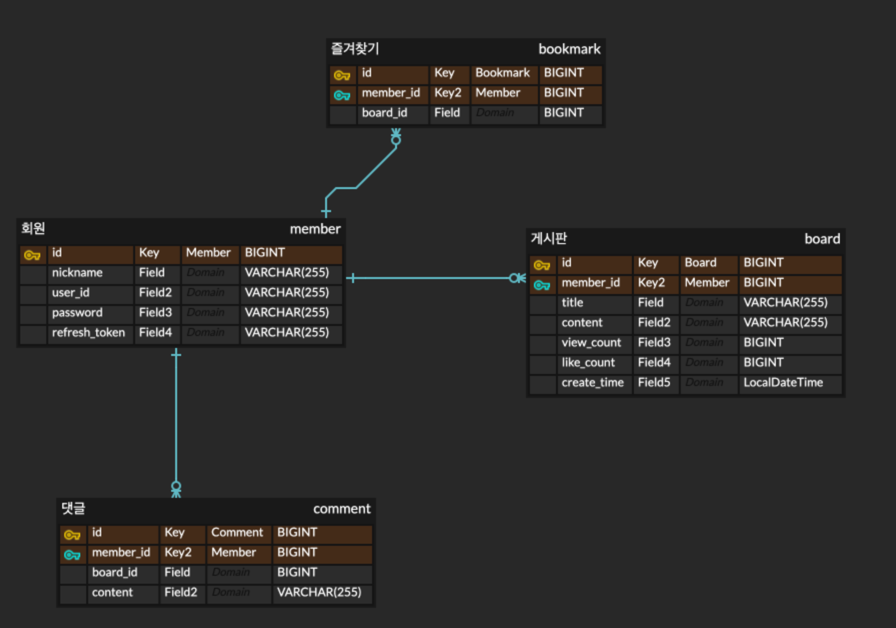 즐겨찾기 bookmark
id Key Bookmark BIGINT
member_id Key2 Member BIGINT
board_id Field Domain BIGINT
회원 member
id Key Member BIGINT
nickname Field Domain VARCHAR(255)
user_id Field2 Domain VARCHAR(255)
password Field3 Domain VARCHAR(255)
refresh_token Field4 Domain VARCHAR(255)
게시판 board
id Key Board BIGINT
member_id Key2 Member BIGINT
title Field Domain VARCHAR(255)
content Field2 Domain VARCHAR(255)
view_count Field3 Domain BIGINT
like_count Field4 Domain BIGINT
create_time Field5 Domain LocalDateTime
댓글 comment
id Key Comment BIGINT
member_id Key2 Member BIGINT
board_id Field Domain BIGINT
content Field2 Domain VARCHAR(255)